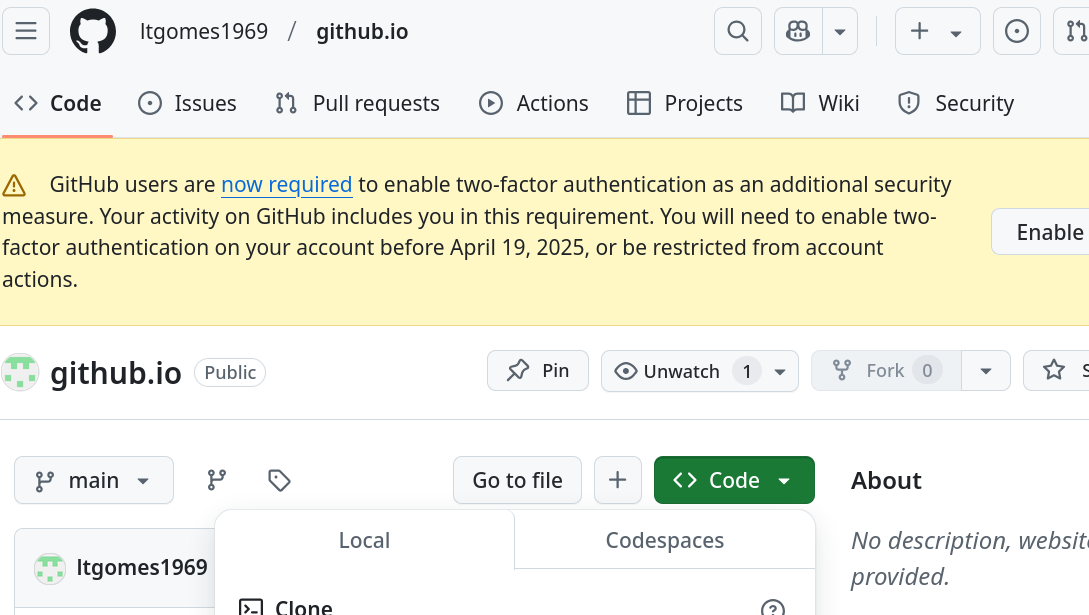 ltgomes1969 / github.io
Code Issues Pull requests Actions Projects Wiki Security
GitHub users are now required to enable two-factor authentication as an additional security
measure. Your activity on GitHub includes you in this requirement. You will need to enable two-
factor authentication on your account before April 19, 2025, or be restricted from account
actions.
Enable
github.io Public Pin Unwatch 1 Fork 0
main Go to file Code About
Local Codespaces
No description, website
provided.
ltgomes1969
Clone